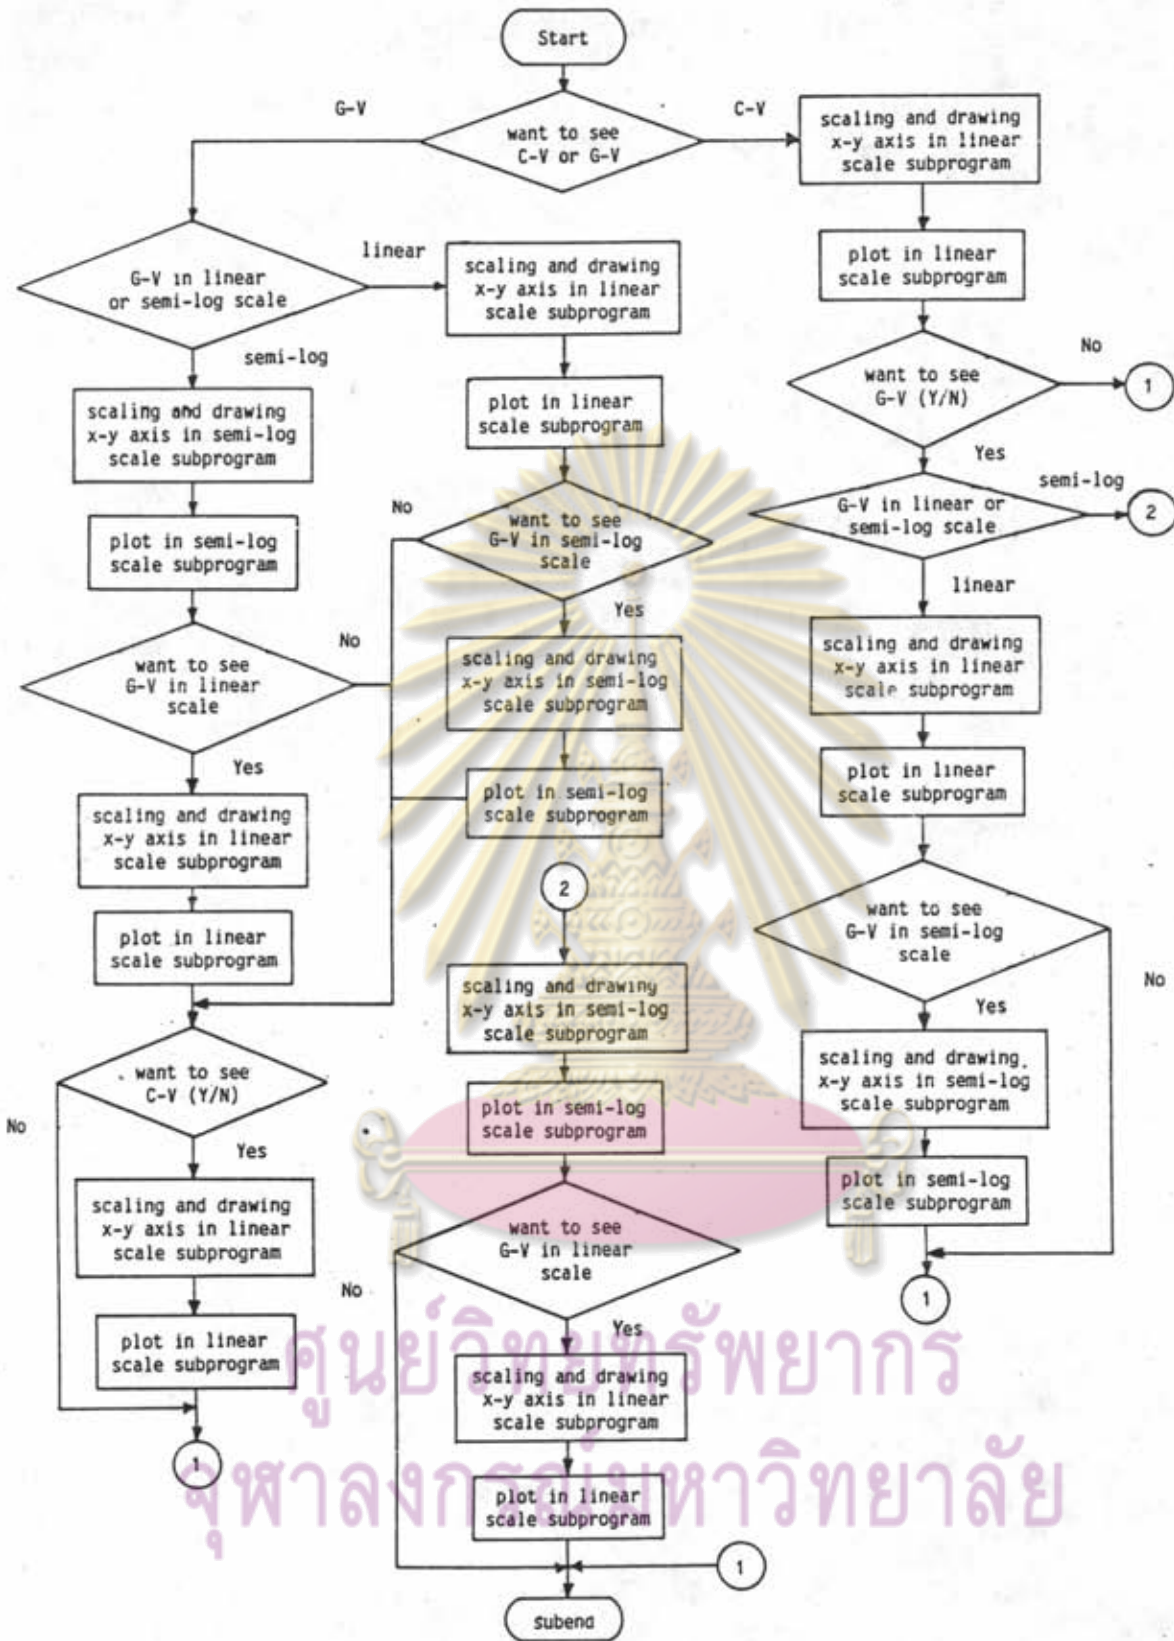 Start
want to see
C-V or G-V
G-V
C-V
scaling and drawing
x-y axis in linear
scale subprogram
plot in linear
scale subprogram
want to see
G-V (Y/N)
No
1
Yes
G-V in linear or
semi-log scale
semi-log
2
linear
scaling and drawing
x-y axis in linear
scale subprogram
plot in linear
scale subprogram
want to see
G-V in semi-log
scale
No
Yes
scaling and drawing
x-y axis in semi-log
scale subprogram
plot in semi-log
scale subprogram
1
G-V in linear
or semi-log scale
linear
semi-log
scaling and drawing
x-y axis in linear
scale subprogram
plot in linear
scale subprogram
want to see
G-V in semi-log
scale
No
Yes
scaling and drawing
x-y axis in semi-log
scale subprogram
plot in semi-log
scale subprogram
scaling and drawing
x-y axis in semi-log
scale subprogram
plot in semi-log
scale subprogram
want to see
G-V in linear
scale
No
Yes
scaling and drawing
x-y axis in linear
scale subprogram
plot in linear
scale subprogram
want to see
C-V (Y/N)
No
Yes
scaling and drawing
x-y axis in linear
scale subprogram
plot in linear
scale subprogram
1
2
scaling and drawing
x-y axis in semi-log
scale subprogram
plot in semi-log
scale subprogram
want to see
G-V in linear
scale
No
Yes
scaling and drawing
x-y axis in linear
scale subprogram
plot in linear
scale subprogram
1
subend
ศูนย์วิทยทรัพยากร
จุฬาลงกรณ์มหาวิทยาลัย